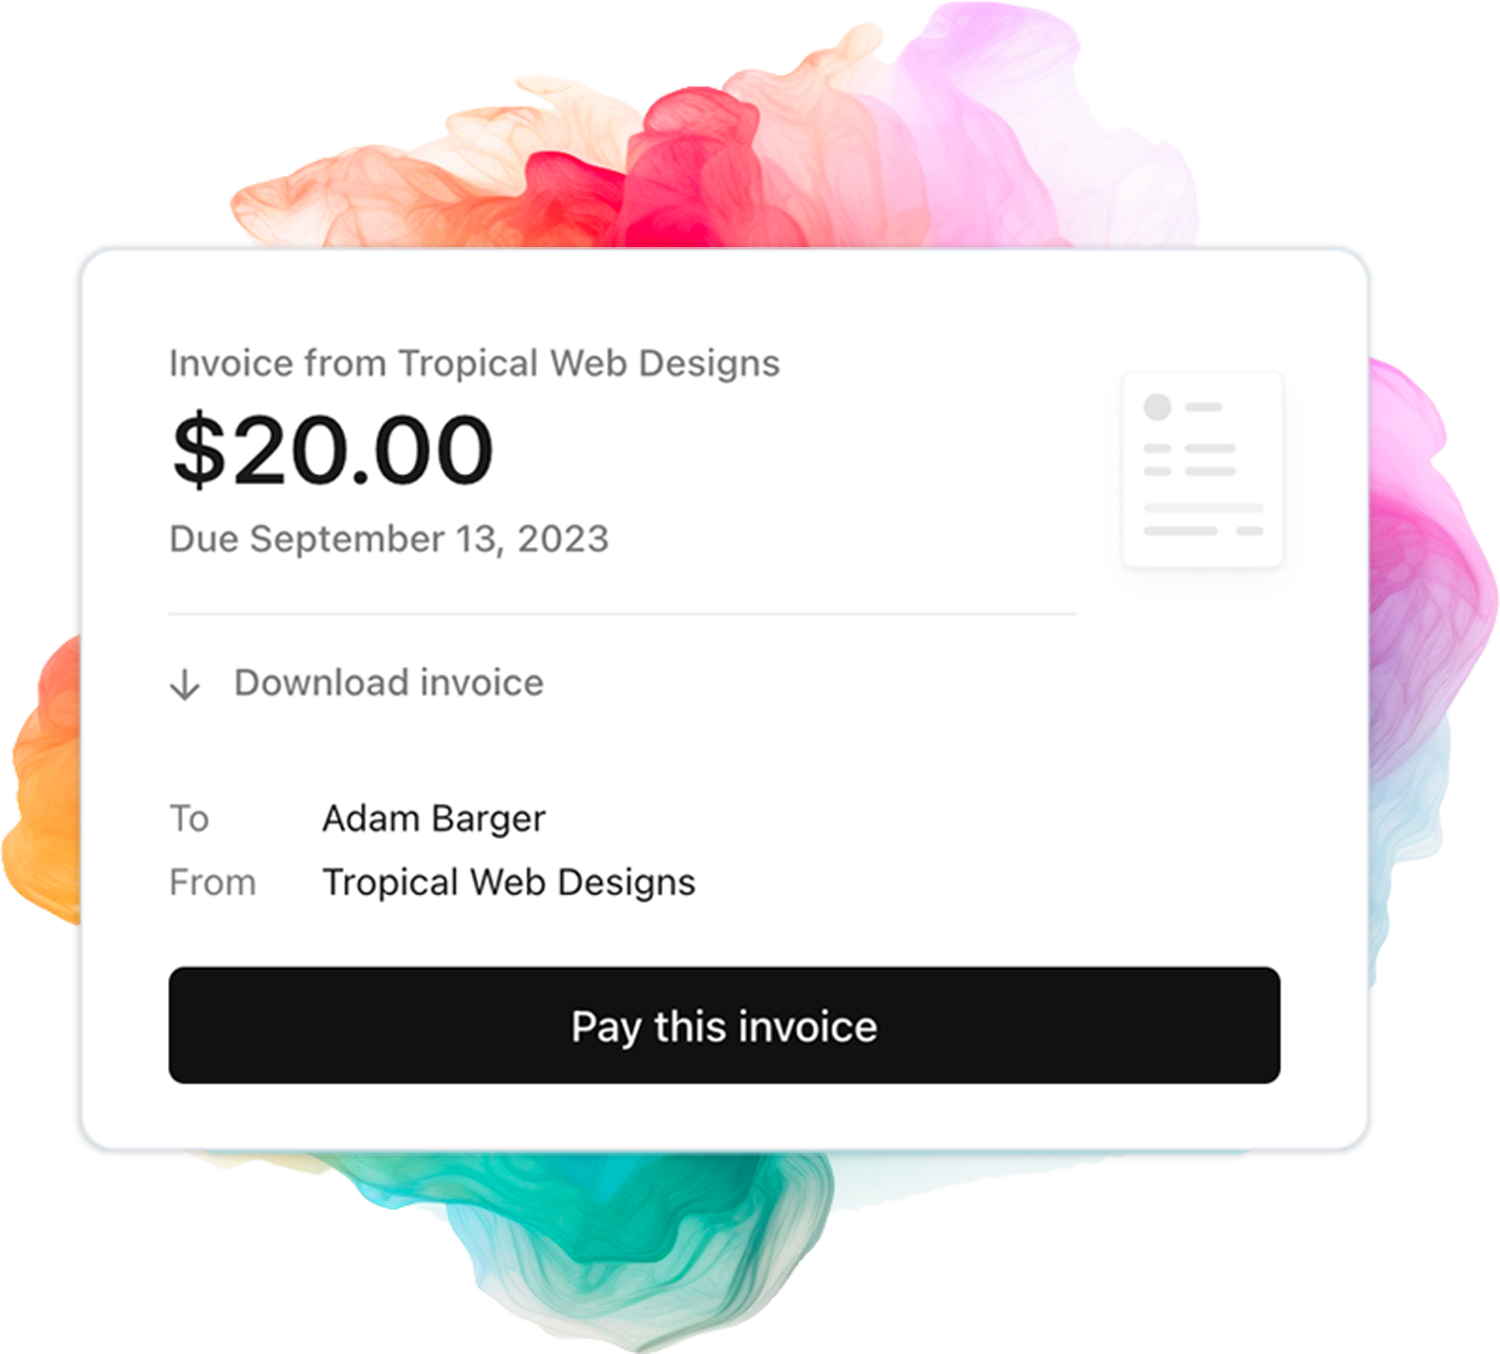 Invoice from Tropical Web Designs
$20.00
Due September 13, 2023
Download invoice
To Adam Barger
From Tropical Web Designs
Pay this invoice